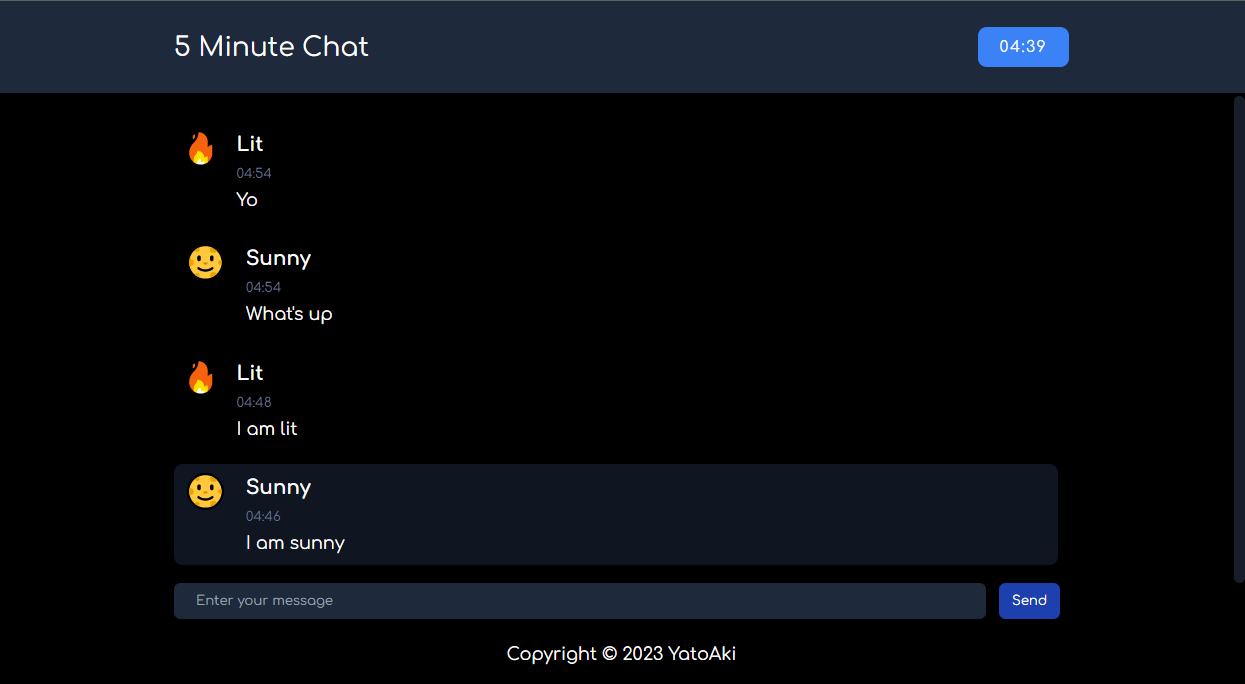 5 Minute Chat
04:39
Lit
04:54
Yo
Sunny
04:54
What's up
Lit
04:48
I am lit
Sunny
04:46
I am sunny
Enter your message
Send
Copyright © 2023 YatoAki